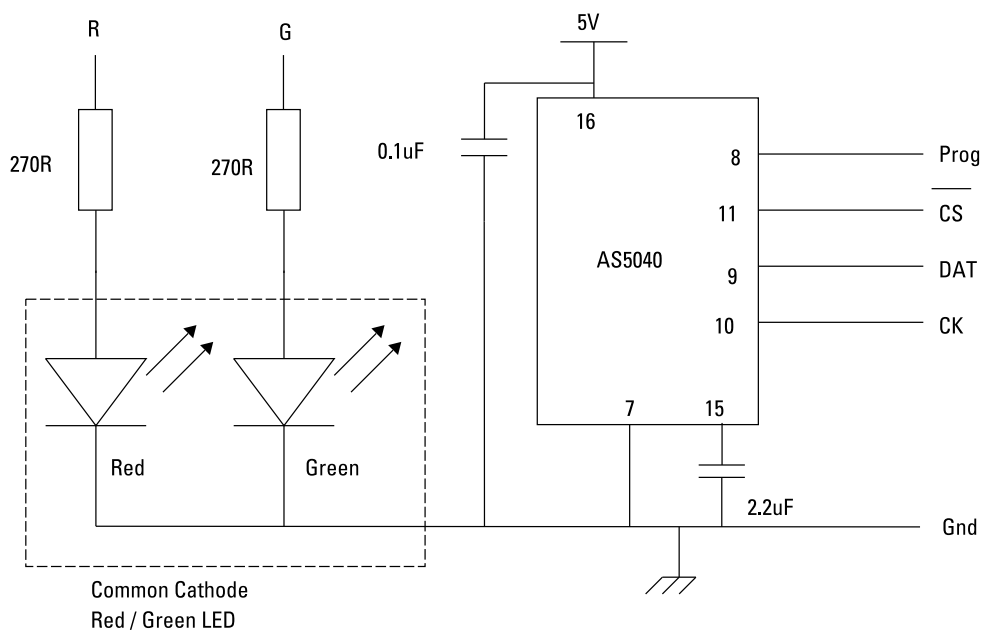 R
G
5V
270R
270R
0.1uF
16
8
Prog
11
CS
AS5040
9
DAT
10
CK
7
15
Red
Green
2.2uF
Gnd
Common Cathode
Red / Green LED